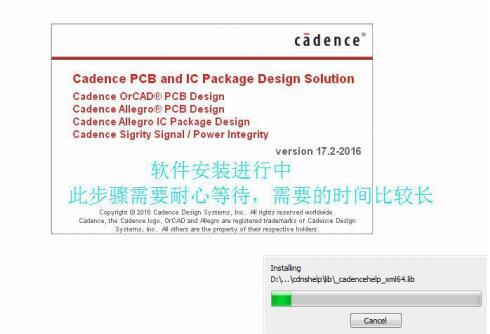 cādence®
Cadence PCB and IC Package Design Solution
Cadence OrCAD® PCB Design
Cadence Allegro® PCB Design
Cadence Allegro IC Package Design
Cadence Sigrity Signal / Power Integrity
version 17.2-2016
软件安装进行中
此步骤需要耐心等待，需要的时间比较长
Copyright @ 2016 Cadence Design Systems, Inc. All rights reserved worldwide.
Cadence, the Cadence logo, OrCAD and Allegro are registered trademarks of Cadence Design
Systems, Inc. All others are the property of their respective holders.
Installing
D:\...\cdnshelp\lib\_cadencehelp_xml64.lib
Cancel